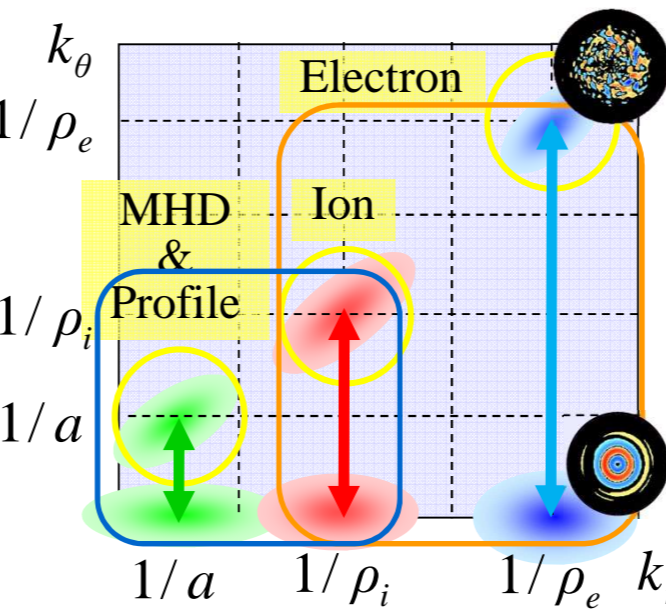 k_θ
Electron
1/ρ_e
MHD
&
Profile
Ion
1/ρ_i
1/a
1/a
1/ρ_i
1/ρ_e
k